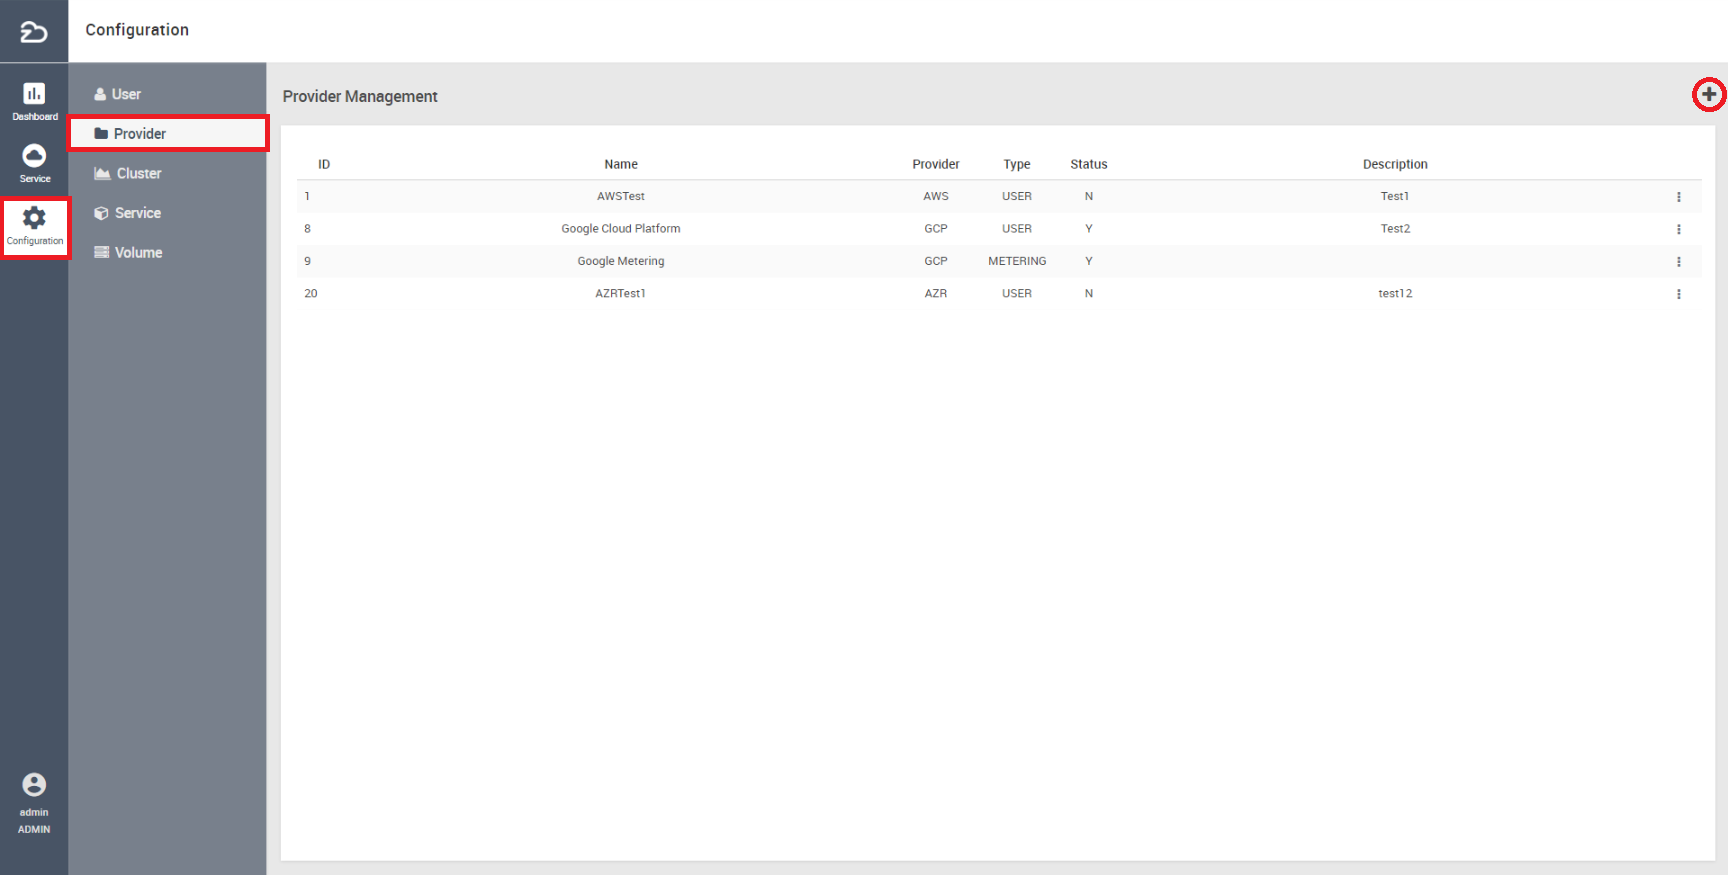 Configuration
Dashboard
Service
Configuration
admin
ADMIN
User
Provider
Cluster
Service
Volume
Provider Management
ID Name Provider Type Status Description
1 AWSTest AWS USER N Test1
8 Google Cloud Platform GCP USER Y Test2
9 Google Metering GCP METERING Y
20 AZRTest1 AZR USER N test12